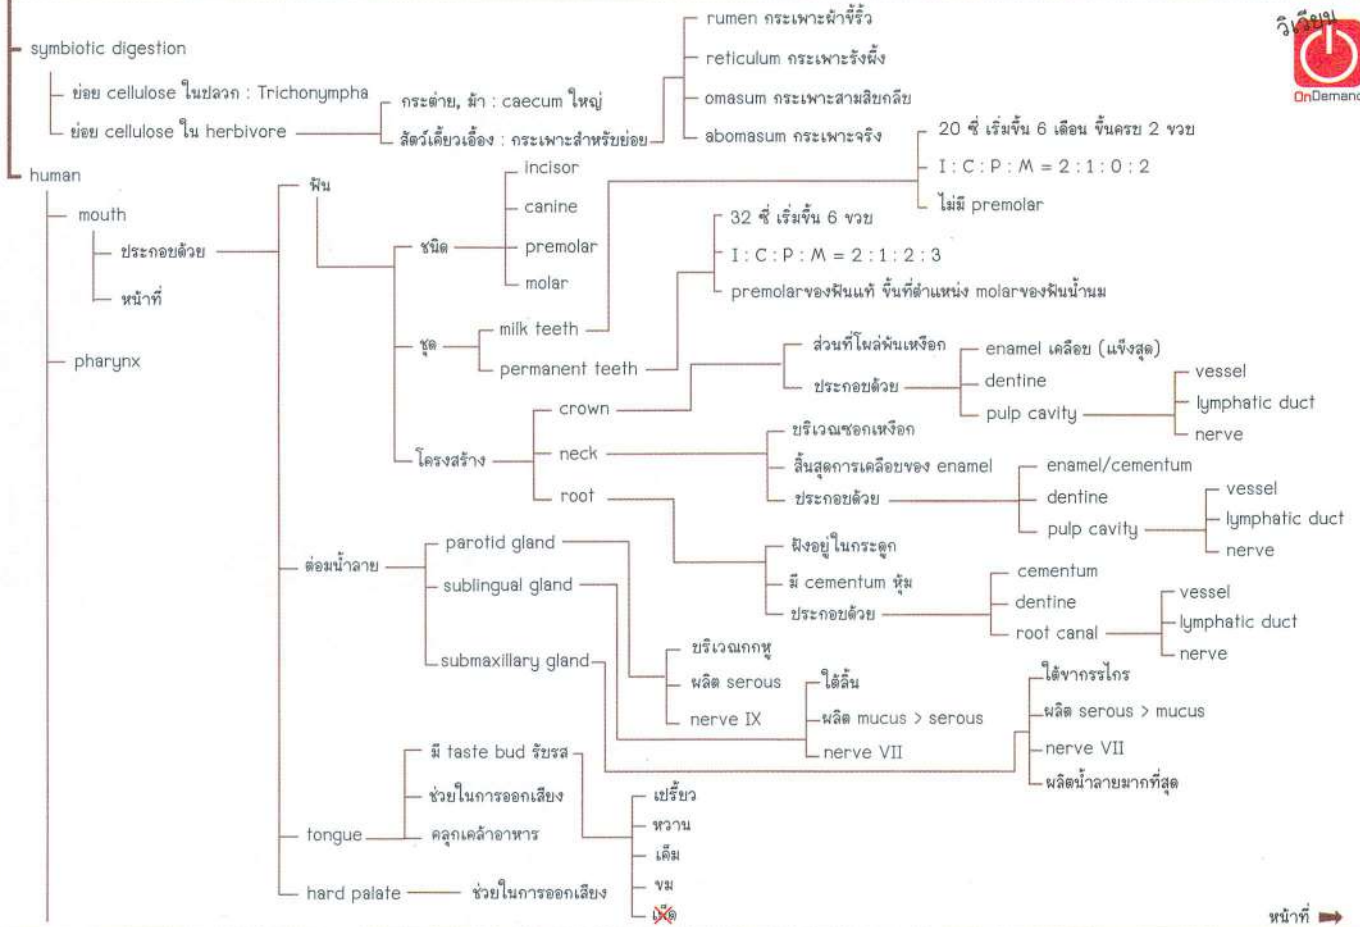 symbiotic digestion
ย่อย cellulose ในปลวก : Trichonympha
ย่อย cellulose ใน herbivore
กระต่าย, ม้า : caecum ใหญ่
สัตว์เคี้ยวเอื้อง : กระเพาะสำหรับย่อย
rumen กระเพาะผ้าขี้ริ้ว
reticulum กระเพาะรังผึ้ง
omasum กระเพาะสามสิบกลีบ
abomasum กระเพาะจริง
วิเวียน
OnDemand
human
mouth
ประกอบด้วย
หน้าที่
pharynx
ฟัน
ชนิด
incisor
canine
premolar
molar
ชุด
milk teeth
20 ซี่ เริ่มขึ้น 6 เดือน ขึ้นครบ 2 ขวบ
I : C : P : M = 2 : 1 : 0 : 2
ไม่มี premolar
permanent teeth
32 ซี่ เริ่มขึ้น 6 ขวบ
I : C : P : M = 2 : 1 : 2 : 3
premolarของฟันแท้ ขึ้นที่ตำแหน่ง molarของฟันน้ำนม
โครงสร้าง
crown
ส่วนที่โผล่พ้นเหงือก
ประกอบด้วย
enamel เคลือบ (แข็งสุด)
dentine
pulp cavity
vessel
lymphatic duct
nerve
neck
บริเวณซอกเหงือก
สิ้นสุดการเคลือบของ enamel
ประกอบด้วย
enamel/cementum
dentine
pulp cavity
vessel
lymphatic duct
nerve
root
ฝังอยู่ในกระดูก
มี cementum หุ้ม
ประกอบด้วย
cementum
dentine
root canal
vessel
lymphatic duct
nerve
ต่อมน้ำลาย
parotid gland
บริเวณกกหู
ผลิต serous
nerve IX
sublingual gland
ใต้ลิ้น
ผลิต mucus > serous
nerve VII
submaxillary gland
ใต้ขากรรไกร
ผลิต serous > mucus
nerve VII
ผลิตน้ำลายมากที่สุด
tongue
มี taste bud รับรส
ช่วยในการออกเสียง
คลุกเคล้าอาหาร
เปรี้ยว
หวาน
เค็ม
ขม
เผ็ด
hard palate
ช่วยในการออกเสียง
หน้าที่